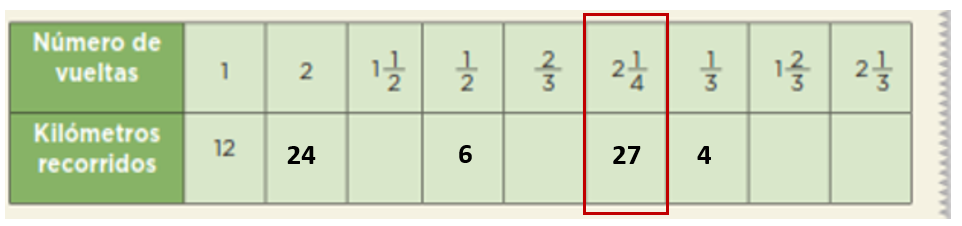 Número de vueltas 1 2 1 1/2 1/2 2/3 2 1/4 1/3 1 2/3 2 1/3
Kilómetros recorridos 12 24 6 27 4